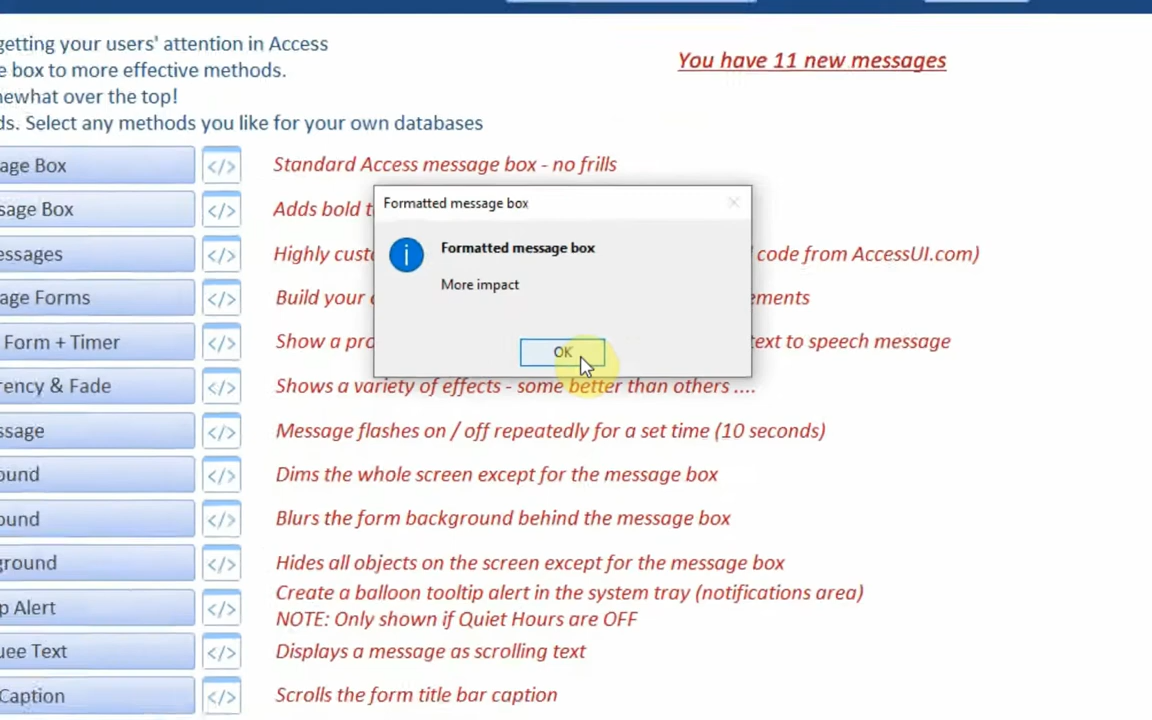 getting your users' attention in Access
e box to more effective methods.
newhat over the top!
ds. Select any methods you like for your own databases
You have 11 new messages
age Box </> Standard Access message box - no frills
sage Box </> Adds bold t
essages </> Highly custo code from AccessUI.com)
age Forms </> Build your ements
Form + Timer </> Show a pro ext to speech message
rency & Fade </> Shows a variety of effects - some better than others ....
ssage </> Message flashes on / off repeatedly for a set time (10 seconds)
ound </> Dims the whole screen except for the message box
ound </> Blurs the form background behind the message box
ground </> Hides all objects on the screen except for the message box
p Alert </> Create a balloon tooltip alert in the system tray (notifications area)
NOTE: Only shown if Quiet Hours are OFF
uee Text </> Displays a message as scrolling text
Caption </> Scrolls the form title bar caption
Formatted message box
Formatted message box
More impact
OK